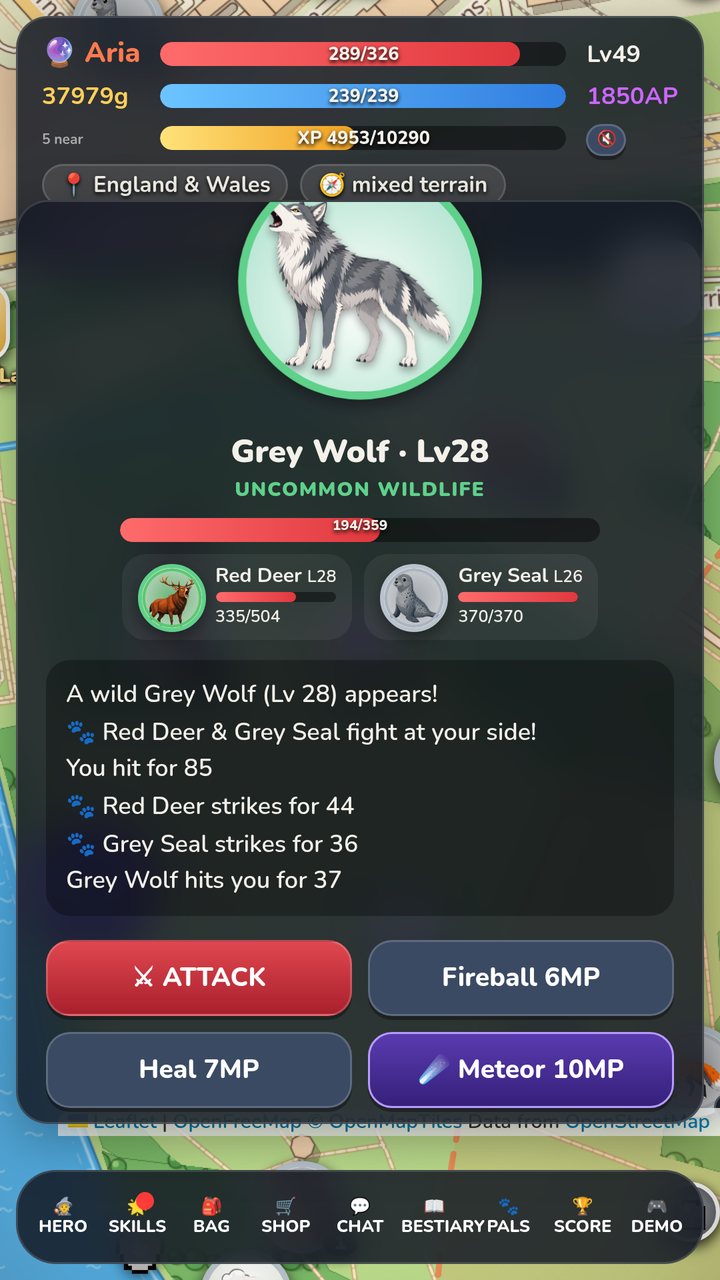 Aria 289/326 Lv49
37979g 239/239 1850AP
5 near XP 4953/10290
England & Wales mixed terrain
Grey Wolf · Lv28
UNCOMMON WILDLIFE
194/359
Red Deer L28
335/504
Grey Seal L26
370/370
A wild Grey Wolf (Lv 28) appears!
Red Deer & Grey Seal fight at your side!
You hit for 85
Red Deer strikes for 44
Grey Seal strikes for 36
Grey Wolf hits you for 37
ATTACK Fireball 6MP
Heal 7MP Meteor 10MP
Leaflet | OpenFreeMap © OpenMapTiles Data from OpenStreetMap
HERO SKILLS BAG SHOP CHAT BESTIARY PALS SCORE DEMO